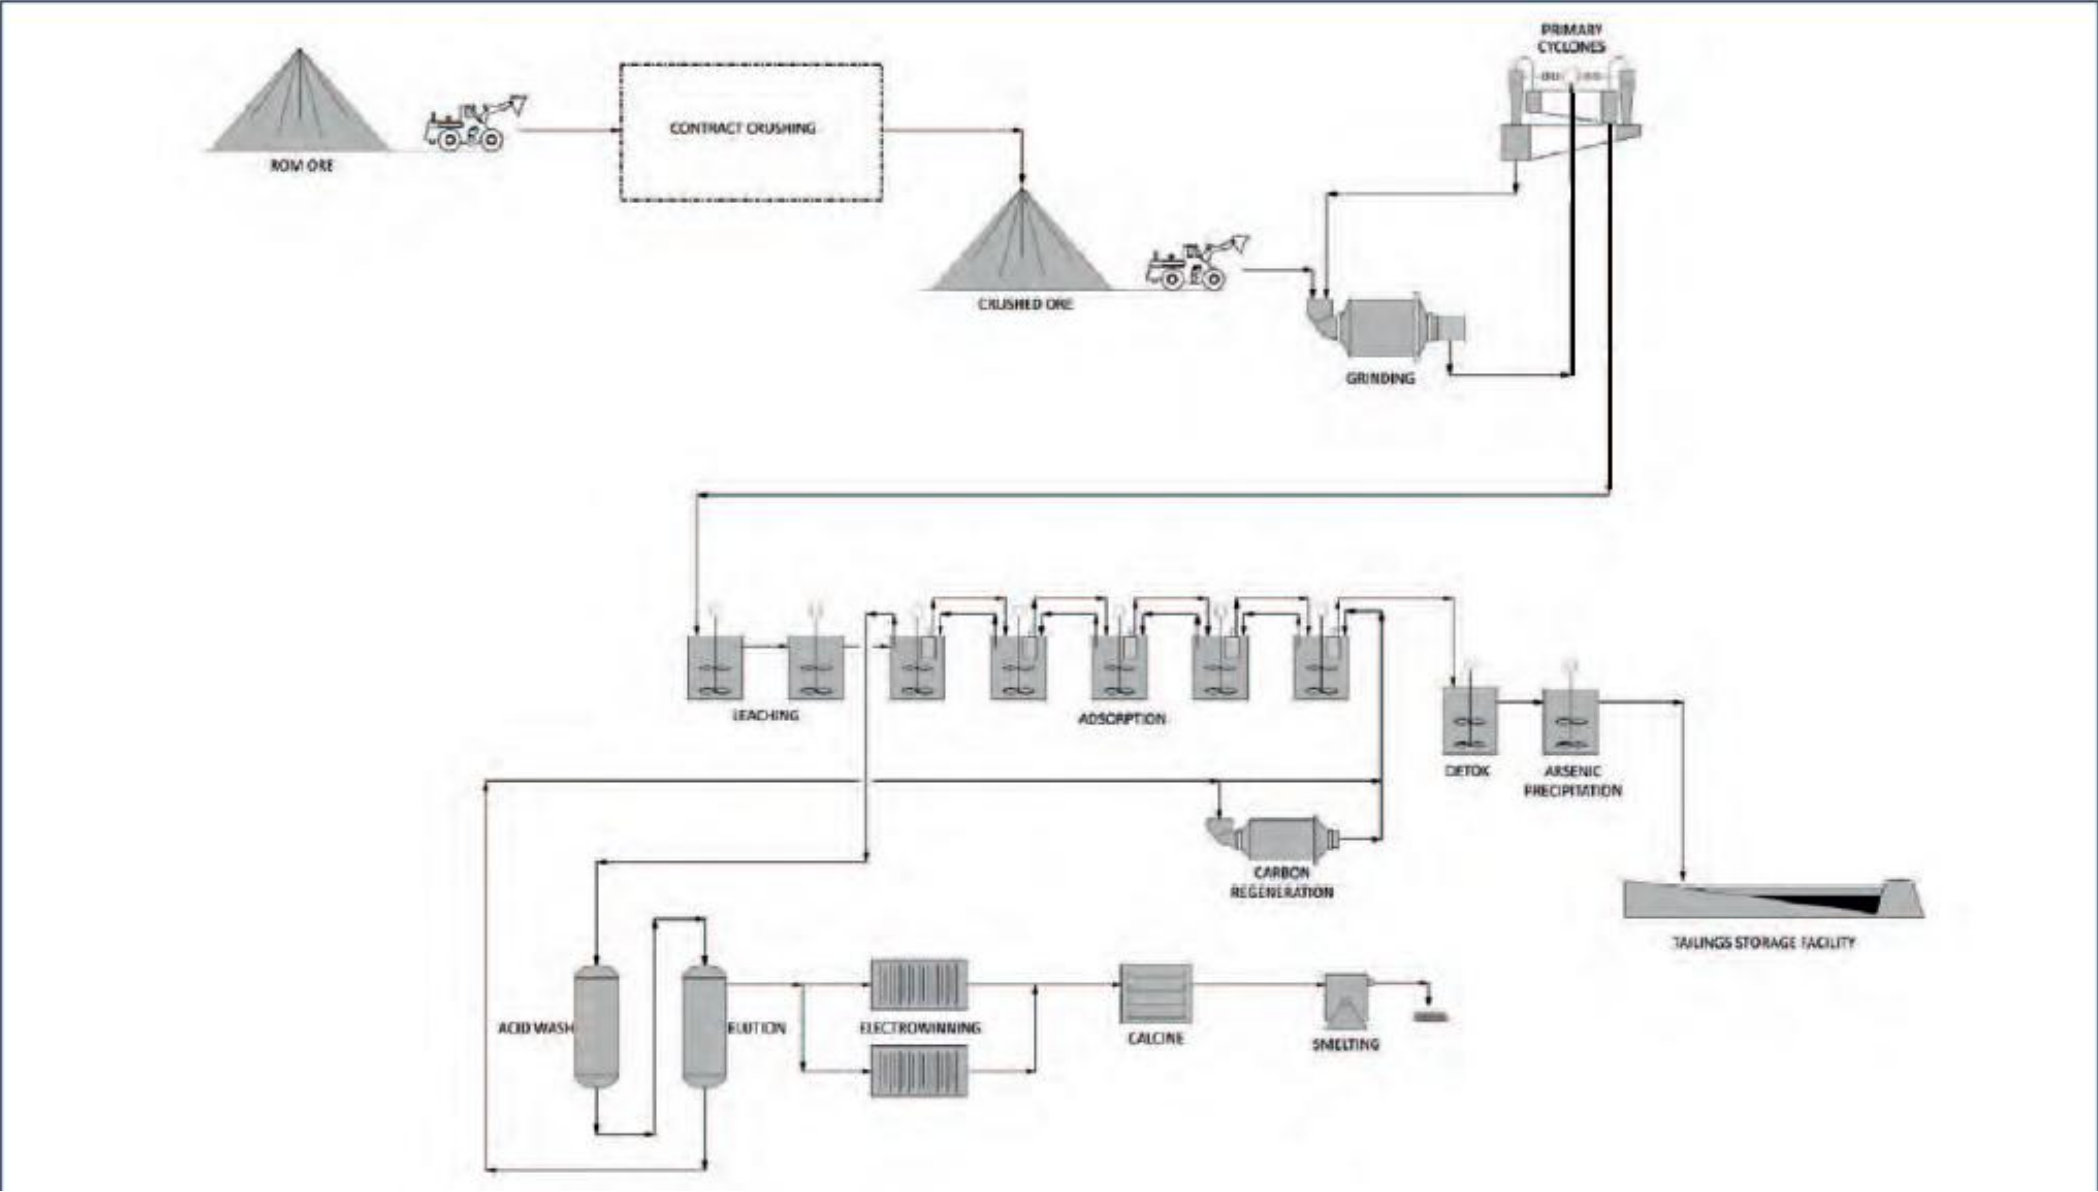 PRIMARY
CYCLONES
CONTRACT CRUSHING
ROM ORE
CRUSHED ORE
GRINDING
LEACHING
ADSORPTION
DETOX
ARSENIC
PRECIPITATION
CARBON
REGENERATION
TAILINGS STORAGE FACILITY
ACID WASH
ELUTION
ELECTROWINNING
CALCINE
SMELTING